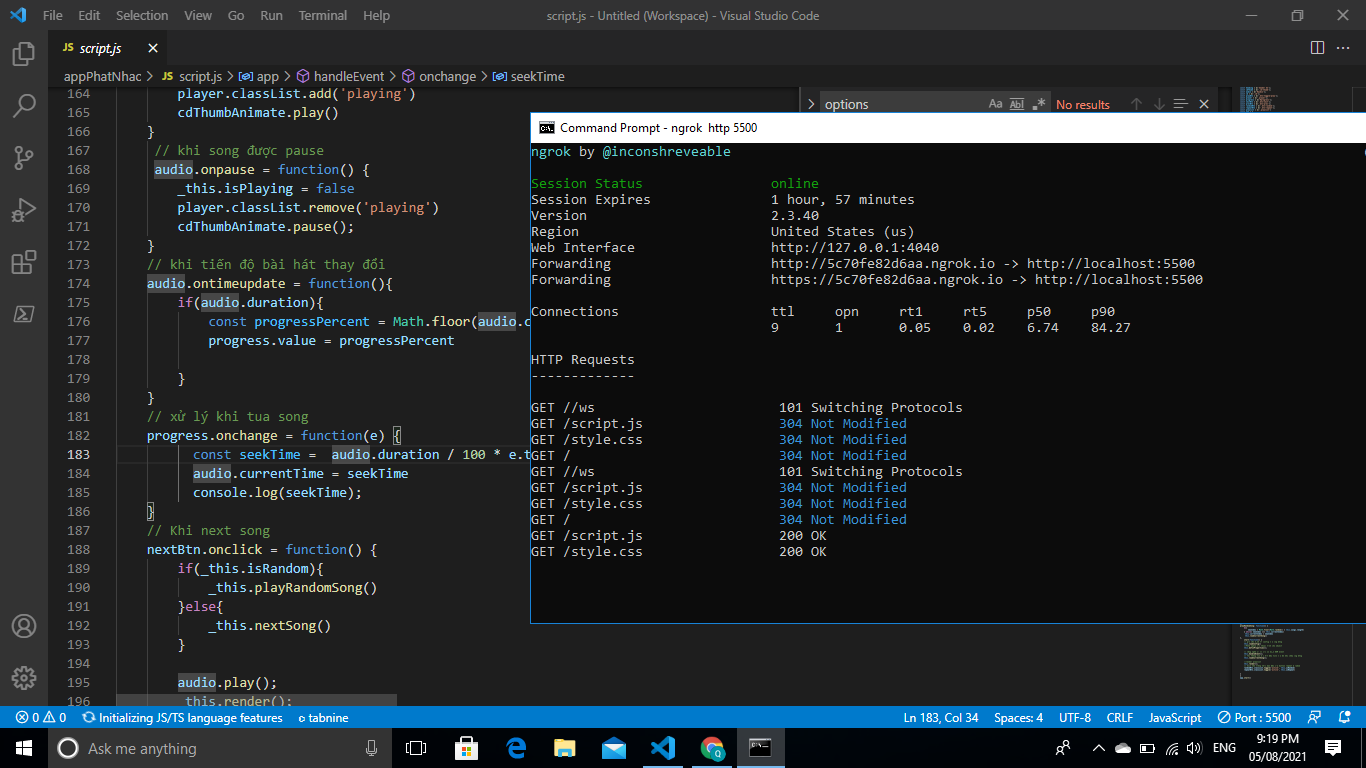 File Edit Selection View Go Run Terminal Help script.js - Untitled (Workspace) - Visual Studio Code
JS script.js
appPhatNhac > JS script.js > app > handleEvent > onchange > seekTime
options Aa Abl .* No results
164 player.classList.add('playing')
165 cdThumbAnimate.play()
166 }
167 // khi song được pause
168 audio.onpause = function() {
169 _this.isPlaying = false
170 player.classList.remove('playing')
171 cdThumbAnimate.pause();
172 }
173 // khi tiến độ bài hát thay đổi
174 audio.ontimeupdate = function(){
175 if(audio.duration){
176 const progressPercent = Math.floor(audio.c
177 progress.value = progressPercent
178
179 }
180 }
181 // xử lý khi tua song
182 progress.onchange = function(e) {
183 const seekTime = audio.duration / 100 * e.t
184 audio.currentTime = seekTime
185 console.log(seekTime);
186 }
187 // Khi next song
188 nextBtn.onclick = function() {
189 if(_this.isRandom){
190 _this.playRandomSong()
191 }else{
192 _this.nextSong()
193 }
194
195 audio.play();
196 _this.render();
Command Prompt - ngrok http 5500
ngrok by @inconshreveable
Session Status online
Session Expires 1 hour, 57 minutes
Version 2.3.40
Region United States (us)
Web Interface http://127.0.0.1:4040
Forwarding http://5c70fe82d6aa.ngrok.io -> http://localhost:5500
Forwarding https://5c70fe82d6aa.ngrok.io -> http://localhost:5500
Connections ttl opn rt1 rt5 p50 p90
9 1 0.05 0.02 6.74 84.27
HTTP Requests
-------------
GET //ws 101 Switching Protocols
GET /script.js 304 Not Modified
GET /style.css 304 Not Modified
GET / 304 Not Modified
GET //ws 101 Switching Protocols
GET /script.js 304 Not Modified
GET /style.css 304 Not Modified
GET / 304 Not Modified
GET /script.js 200 OK
GET /style.css 200 OK
0 0 Initializing JS/TS language features tabnine Ln 183, Col 34 Spaces: 4 UTF-8 CRLF JavaScript Port : 5500
Ask me anything ENG 9:19 PM
05/08/2021